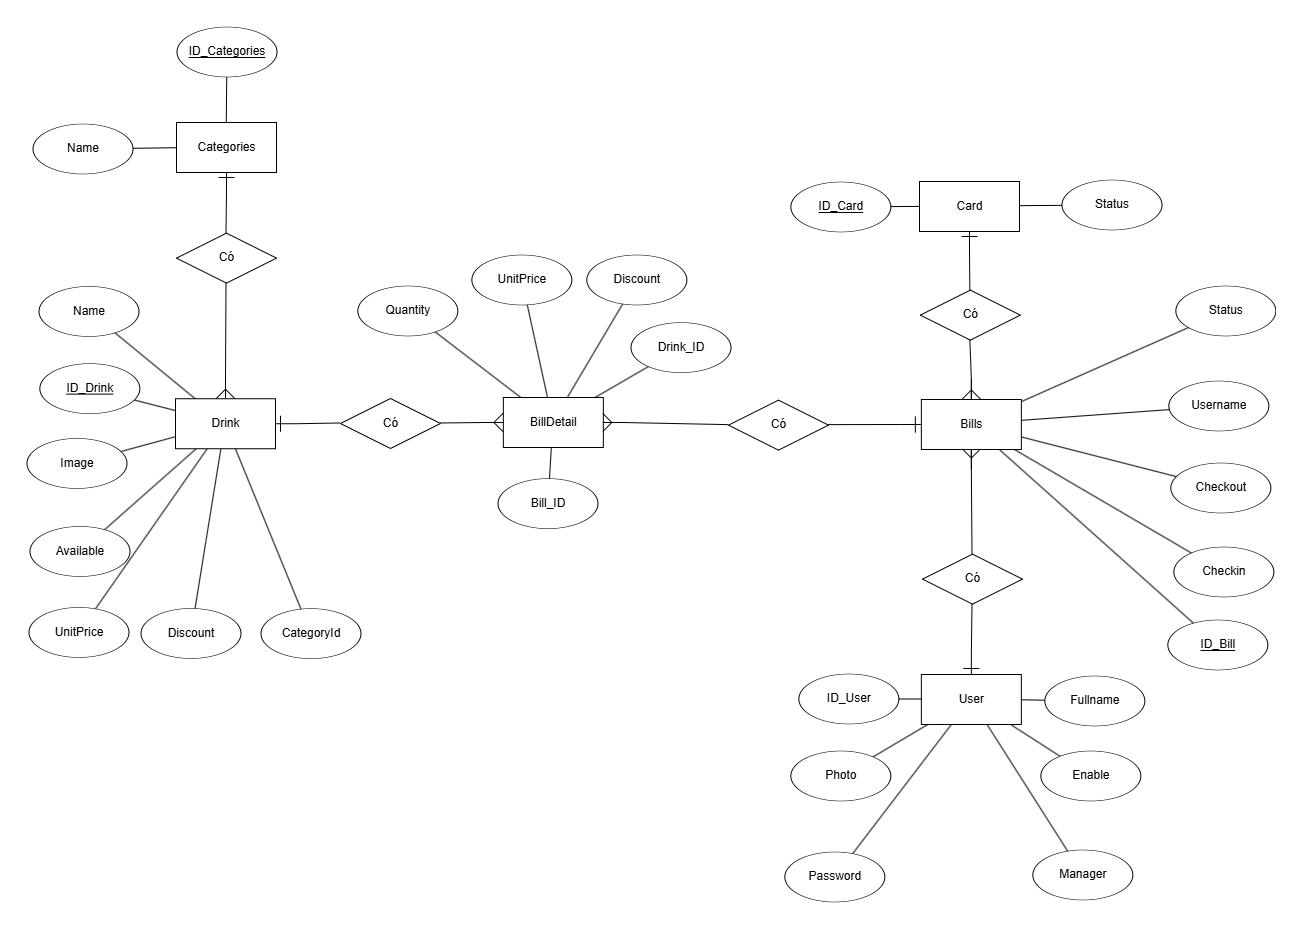 ID_Categories
Name
Categories
Có
ID_Card
Card
Status
Name
Quantity
UnitPrice
Discount
Drink_ID
Có
Status
ID_Drink
Drink
Có
BillDetail
Có
Bills
Username
Image
Bill_ID
Checkout
Available
Có
Checkin
UnitPrice
Discount
CategoryId
ID_Bill
ID_User
User
Fullname
Photo
Enable
Password
Manager